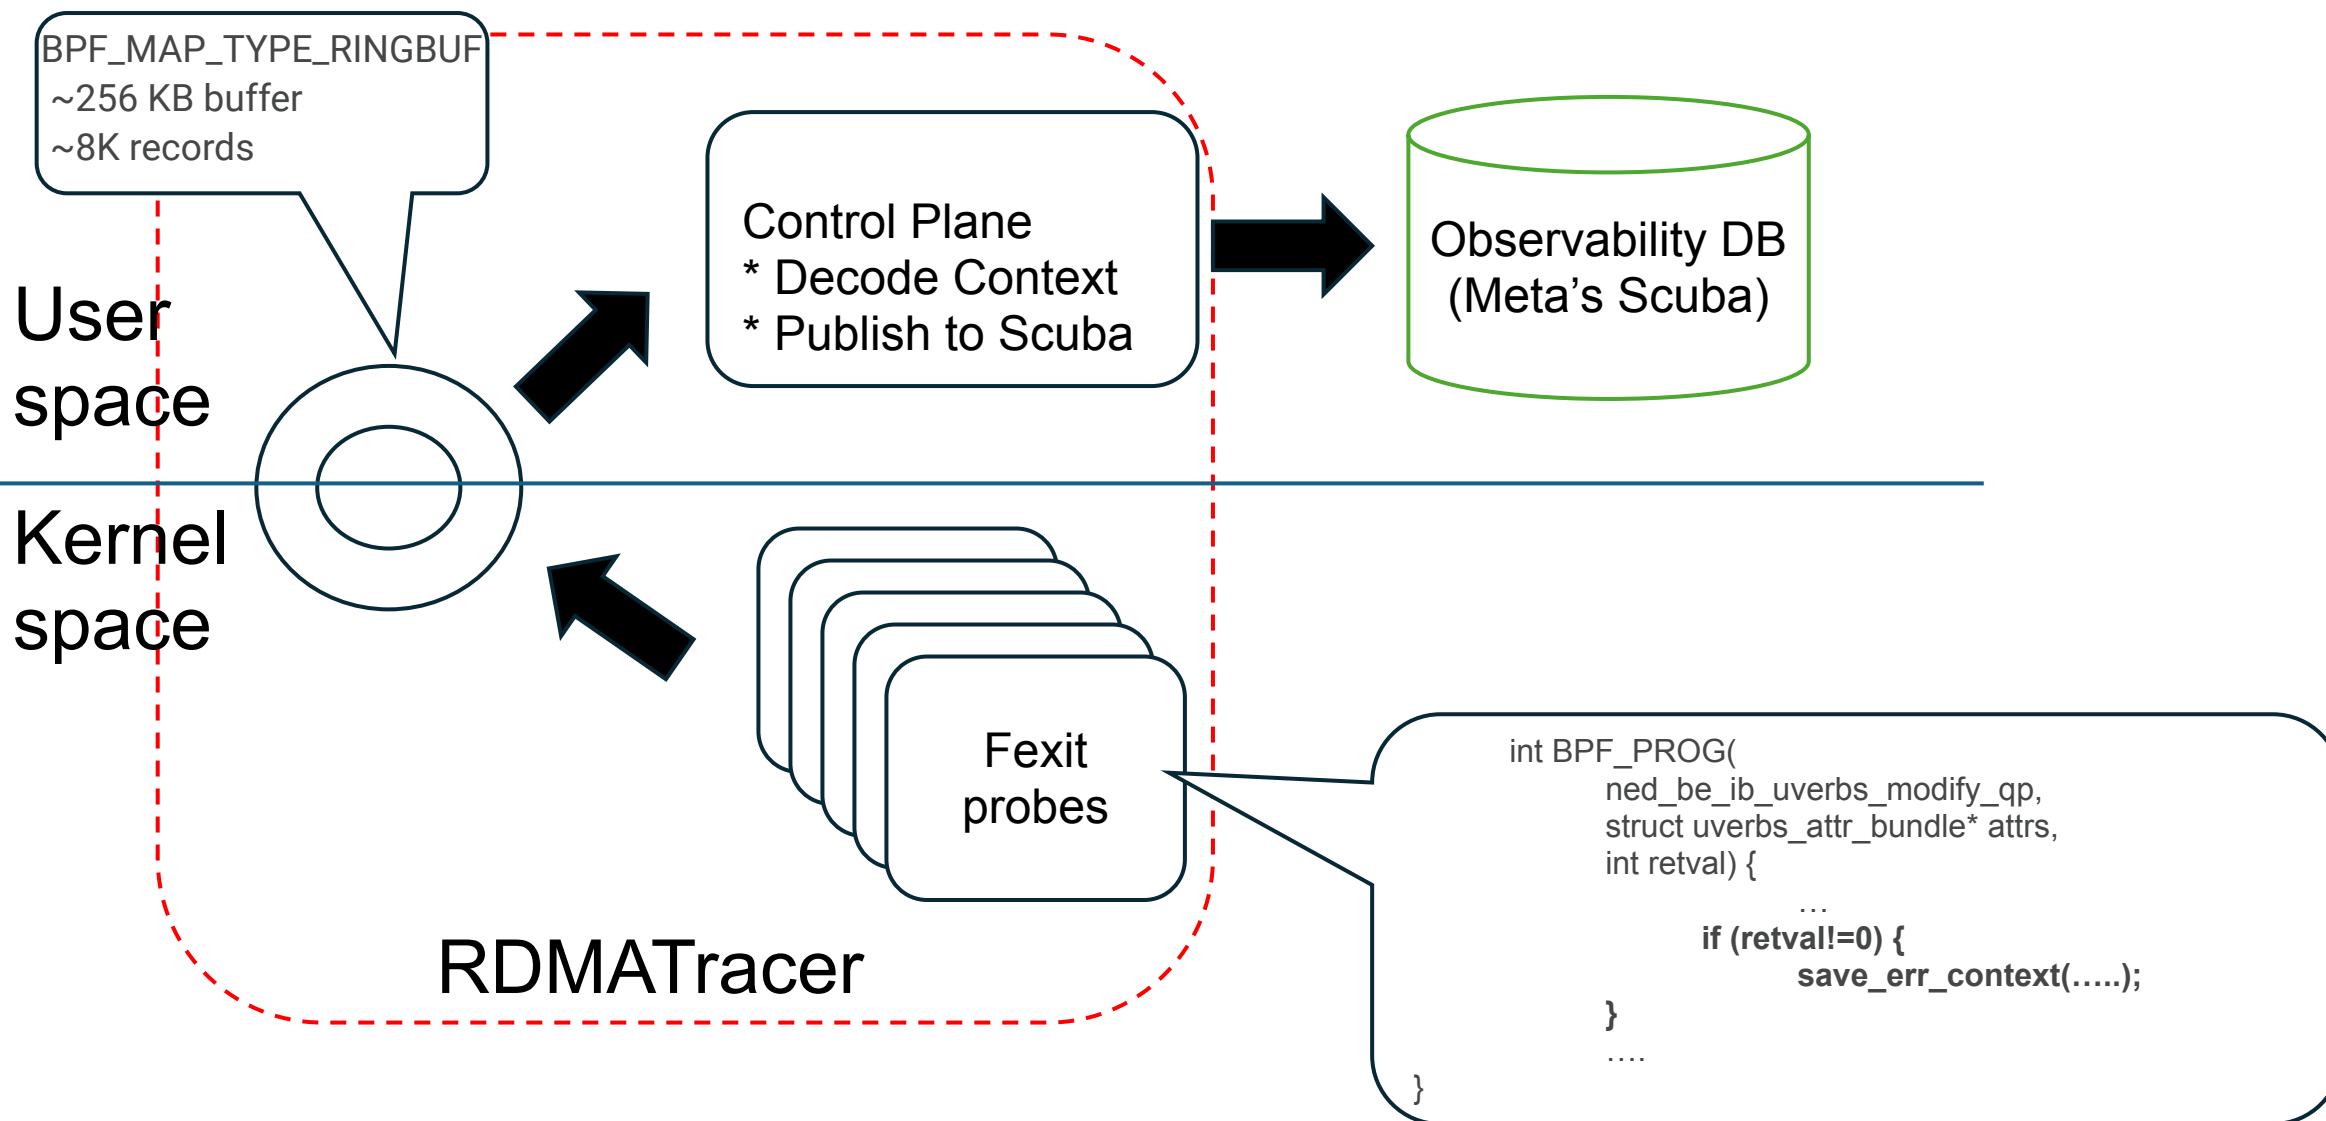 BPF_MAP_TYPE_RINGBUF
~256 KB buffer
~8K records
Control Plane
* Decode Context
* Publish to Scuba
Observability DB
(Meta’s Scuba)
User
space
Kernel
space
Fexit
probes
RDMATracer
int BPF_PROG(
ned_be_ib_uverbs_modify_qp,
struct uverbs_attr_bundle* attrs,
int retval) {
…
if (retval!=0) {
save_err_context(…..);
}
….
}